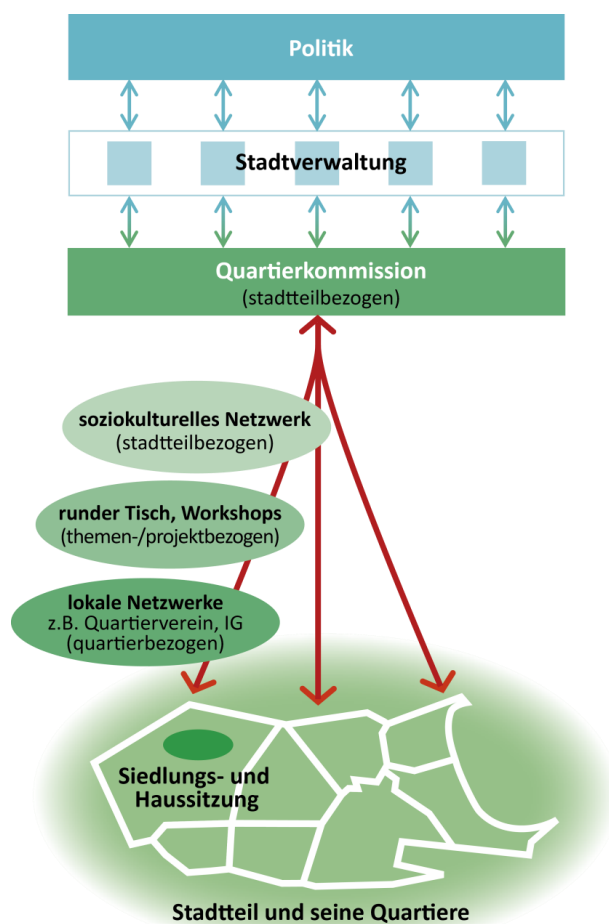 Politik
Stadtverwaltung
Quartierkommission
(stadtteilbezogen)
soziokulturelles Netzwerk
(stadtteilbezogen)
runder Tisch, Workshops
(themen-/projektbezogen)
lokale Netzwerke
z.B. Quartierverein, IG
(quartierbezogen)
Siedlungs- und
Haussitzung
Stadtteil und seine Quartiere